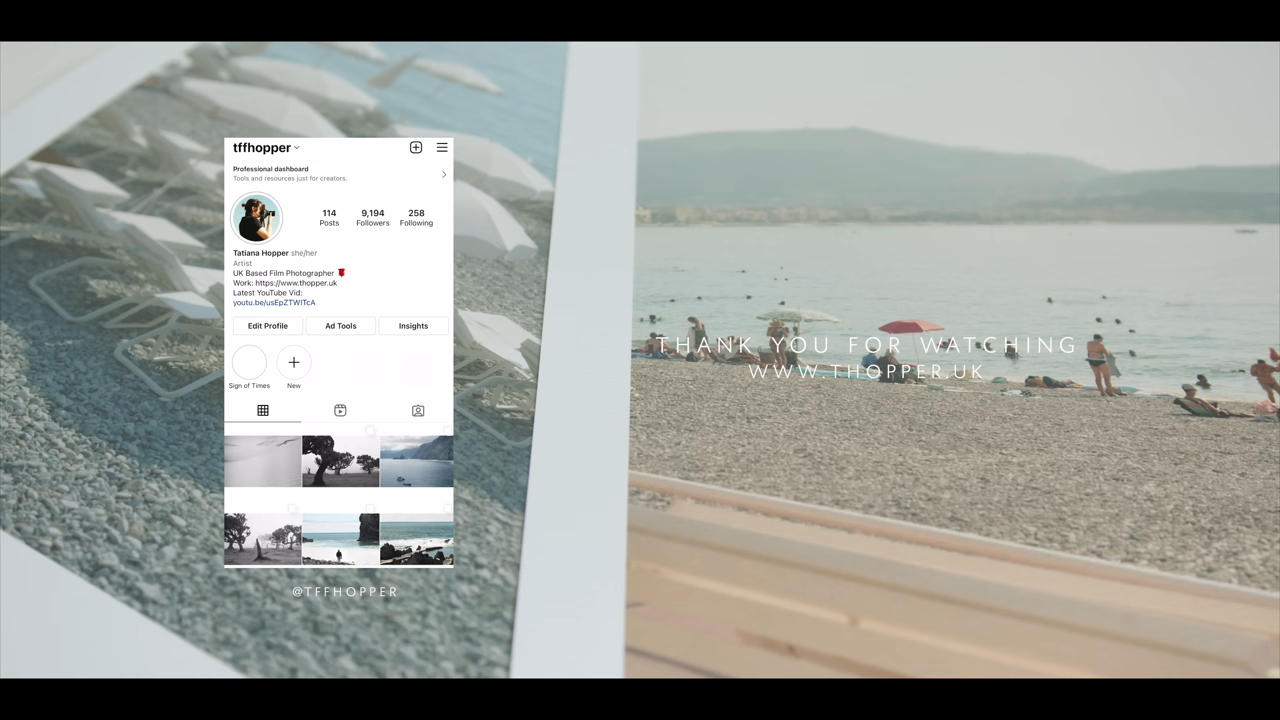 tffhopper
Professional dashboard
Tools and resources just for creators.
114 9,194 258
Posts Followers Following
Tatiana Hopper she/her
Artist
UK Based Film Photographer 🌹
Work: https://www.thopper.uk
Latest YouTube Vid:
youtu.be/usEpZTWlTcA
Edit Profile Ad Tools Insights
Sign of Times New
@TFFHOPPER
THANK YOU FOR WATCHING
WWW.THOPPER.UK